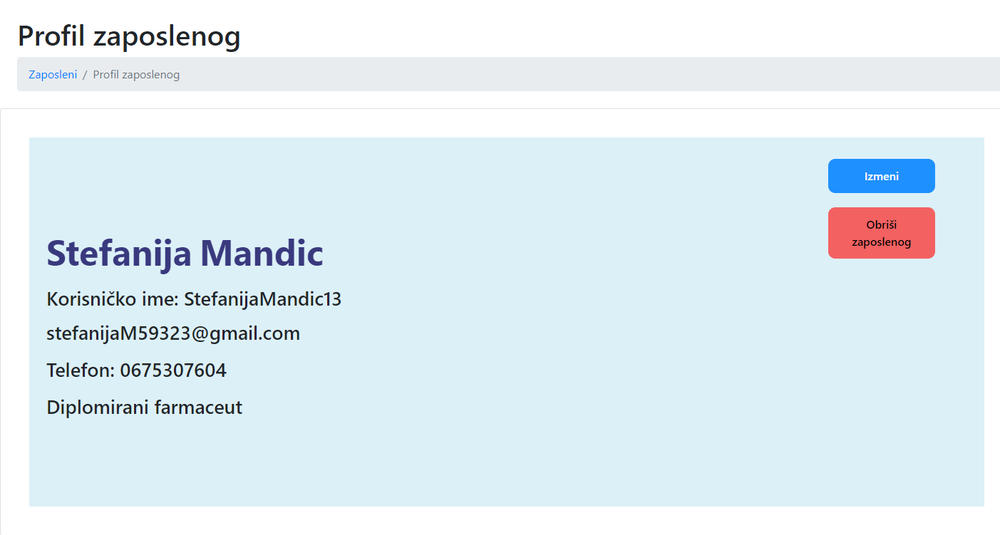 Profil zaposlenog
Zaposleni / Profil zaposlenog
Izmeni
Obriši
zaposlenog
Stefanija Mandic
Korisničko ime: StefanijaMandic13
stefanijaM59323@gmail.com
Telefon: 0675307604
Diplomirani farmaceut